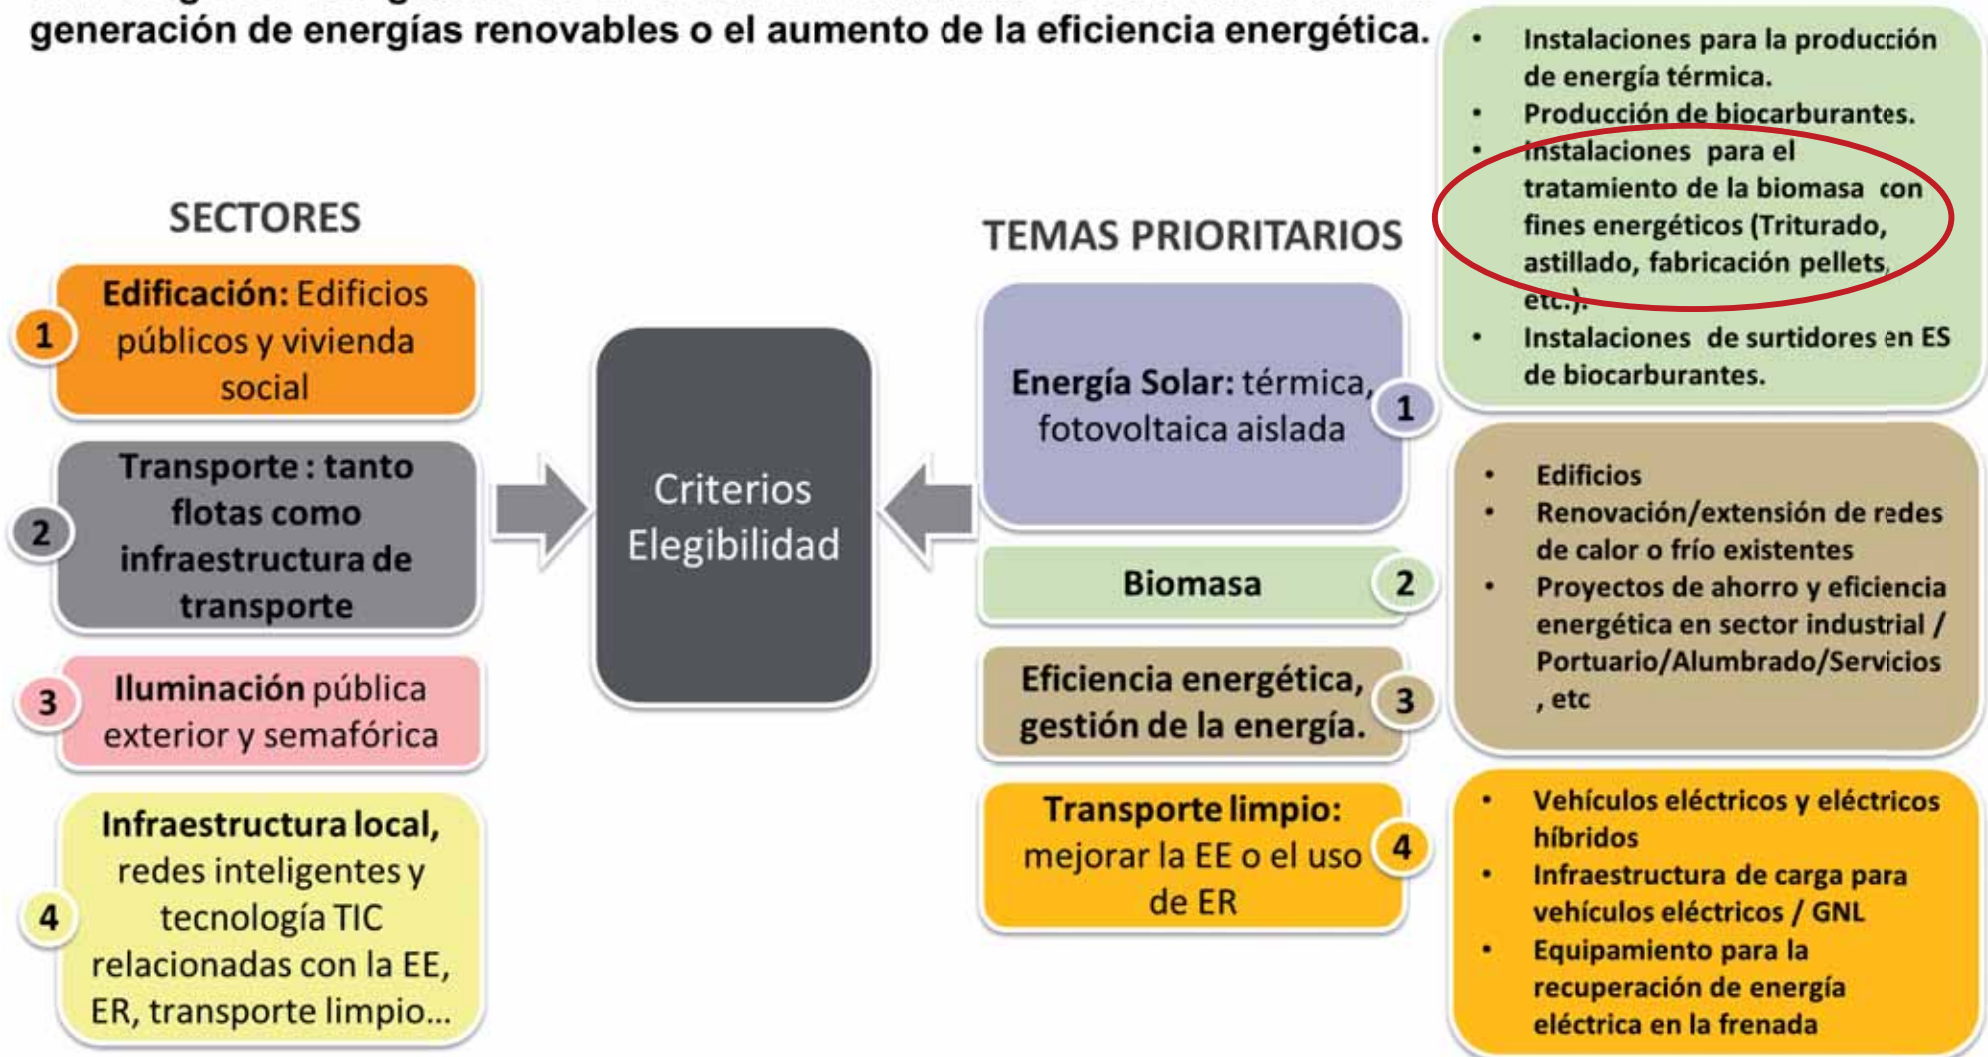 generación de energías renovables o el aumento de la eficiencia energética.
SECTORES
1
Edificación: Edificios
públicos y vivienda
social
2
Transporte : tanto
flotas como
infraestructura de
transporte
3
Iluminación pública
exterior y semafórica
4
Infraestructura local,
redes inteligentes y
tecnología TIC
relacionadas con la EE,
ER, transporte limpio...
Criterios
Elegibilidad
TEMAS PRIORITARIOS
Energía Solar: térmica,
fotovoltaica aislada
1
Biomasa
2
Eficiencia energética,
gestión de la energía.
3
Transporte limpio:
mejorar la EE o el uso
de ER
4
• Instalaciones para la producción
de energía térmica.
• Producción de biocarburantes.
• Instalaciones para el
tratamiento de la biomasa con
fines energéticos (Triturado,
astillado, fabricación pellets,
etc.).
• Instalaciones de surtidores en ES
de biocarburantes.
• Edificios
• Renovación/extensión de redes
de calor o frío existentes
• Proyectos de ahorro y eficiencia
energética en sector industrial /
Portuario/Alumbrado/Servicios
, etc
• Vehículos eléctricos y eléctricos
híbridos
• Infraestructura de carga para
vehículos eléctricos / GNL
• Equipamiento para la
recuperación de energía
eléctrica en la frenada